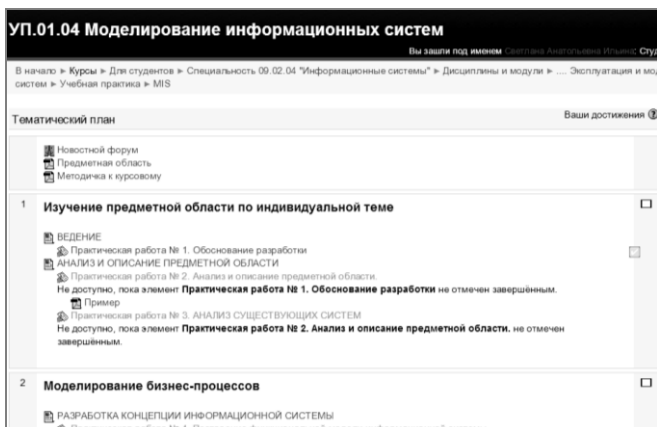 УП.01.04 Моделирование информационных систем
Вы зашли под именем Светлана Анатольевна Ильина: Сту
В начало ► Курсы ► Для студентов ► Специальность 09.02.04 "Информационные системы" ► Дисциплины и модули ► .... Эксплуатация и мо
систем ► Учебная практика ► MIS
Тематический план
Ваши достижения
Новостной форум
Предметная область
Методичка к курсовому
1 Изучение предметной области по индивидуальной теме
ВЕДЕНИЕ
Практическая работа № 1. Обоснование разработки
АНАЛИЗ И ОПИСАНИЕ ПРЕДМЕТНОЙ ОБЛАСТИ
Практическая работа № 2. Анализ и описание предметной области.
Не доступно, пока элемент Практическая работа № 1. Обоснование разработки не отмечен завершённым.
Пример
Практическая работа № 3. АНАЛИЗ СУЩЕСТВУЮЩИХ СИСТЕМ
Не доступно, пока элемент Практическая работа № 2. Анализ и описание предметной области. не отмечен
завершённым.
2 Моделирование бизнес-процессов
РАЗРАБОТКА КОНЦЕПЦИИ ИНФОРМАЦИОННОЙ СИСТЕМЫ